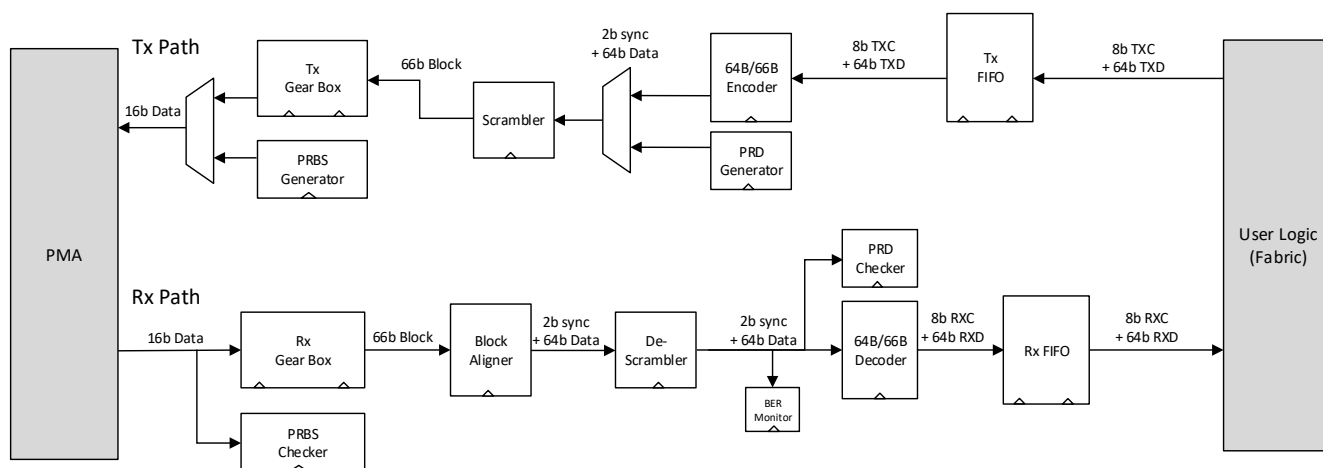 Tx Path
PMA
16b Data
Tx
Gear Box
PRBS
Generator
66b Block
Scrambler
2b sync
+ 64b Data
64B/66B
Encoder
PRD
Generator
8b TXC
+ 64b TXD
Tx
FIFO
8b TXC
+ 64b TXD
User Logic
(Fabric)
Rx Path
16b Data
Rx
Gear Box
PRBS
Checker
66b Block
Block
Aligner
2b sync
+ 64b Data
De-
Scrambler
2b sync
+ 64b Data
PRD
Checker
BER
Monitor
64B/66B
Decoder
8b RXC
+ 64b RXD
Rx FIFO
8b RXC
+ 64b RXD